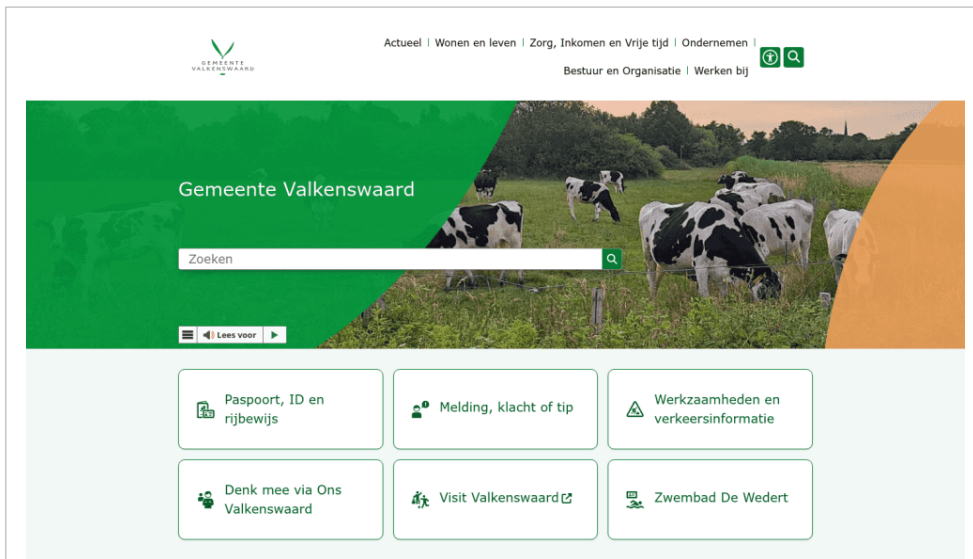 GEMEENTE
VALKENSWAARD
Actueel | Wonen en leven | Zorg, Inkomen en Vrije tijd | Ondernemen |
Bestuur en Organisatie | Werken bij
Gemeente Valkenswaard
Zoeken
Lees voor
Paspoort, ID en
rijbewijs
Melding, klacht of tip
Werkzaamheden en
verkeersinformatie
Denk mee via Ons
Valkenswaard
Visit Valkenswaard
Zwembad De Wedert